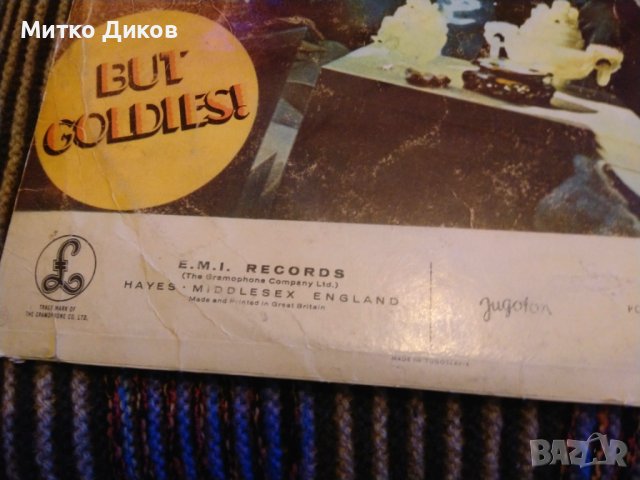 Митко Диков
BUT
GOLDIES!
E.M.I. RECORDS
(The Gramophone Company Ltd.)
HAYES · MIDDLESEX ENGLAND
Made and Printed in Great Britain
£
TRADE MARK OF
THE GRAMOPHONE CO. LTD.
Jugoton
MADE IN YUGOSLAVIA
BAZAR